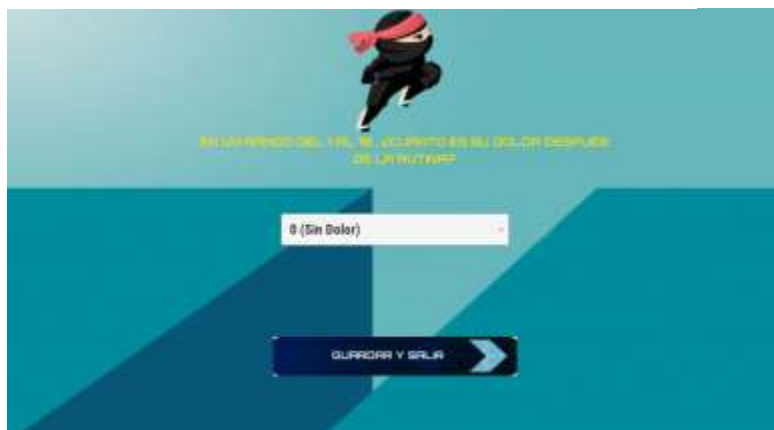 EN UN RANGO DEL 1 AL 10, ¿CUANTO ES SU DOLOR DESPUES
DE LA RUTINA?
0 (Sin Dolor)
GUARDAR Y SALIR